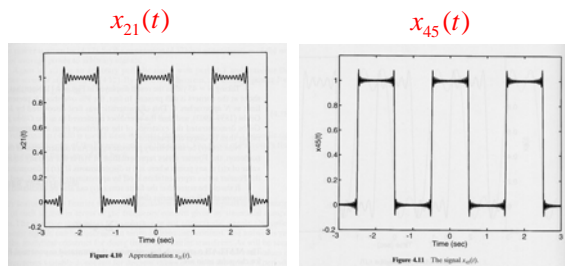 x₂₁(t)
x₄₅(t)
1
0.8
0.6
0.4
0.2
0
-0.2
x21(t)
-3 -2 -1 0 1 2 3
Time (sec)
Figure 4.10 Approximation x₂₁(t).
1
0.8
0.6
0.4
0.2
0
-0.2
x45(t)
-3 -2 -1 0 1 2 3
Time (sec)
Figure 4.11 The signal x₄₅(t).